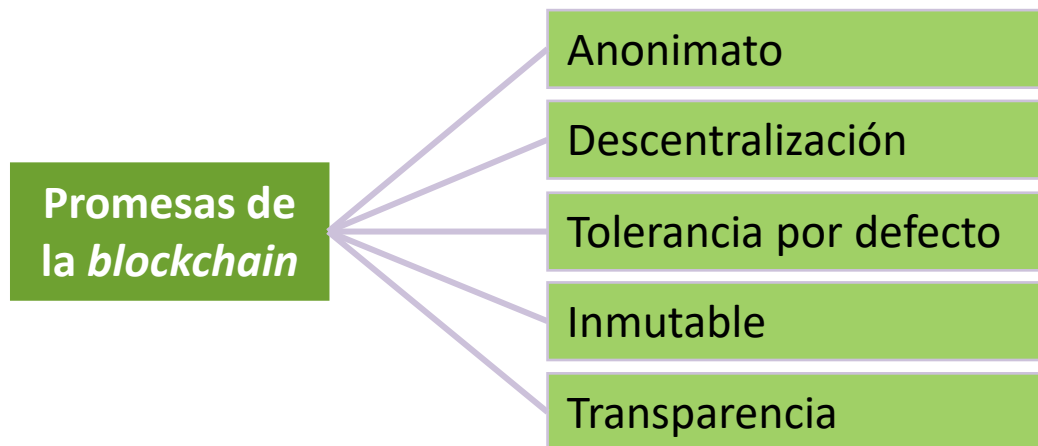 Promesas de
la blockchain
Anonimato
Descentralización
Tolerancia por defecto
Inmutable
Transparencia